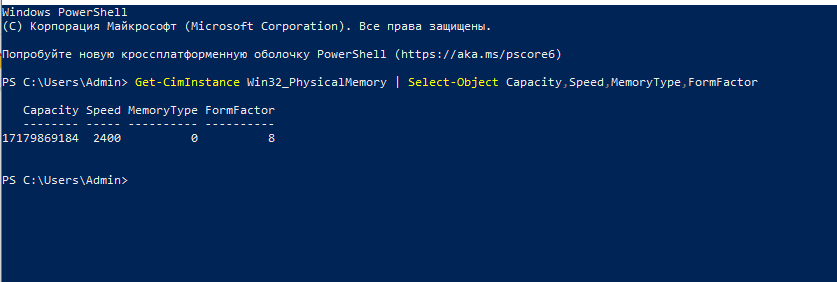 Windows PowerShell
(C) Корпорация Майкрософт (Microsoft Corporation). Все права защищены.
Попробуйте новую кроссплатформенную оболочку PowerShell (https://aka.ms/pscore6)
PS C:\Users\Admin> Get-CimInstance Win32_PhysicalMemory | Select-Object Capacity,Speed,MemoryType,FormFactor
Capacity Speed MemoryType FormFactor
-------- ----- ---------- ----------
17179869184 2400 0 8
PS C:\Users\Admin>